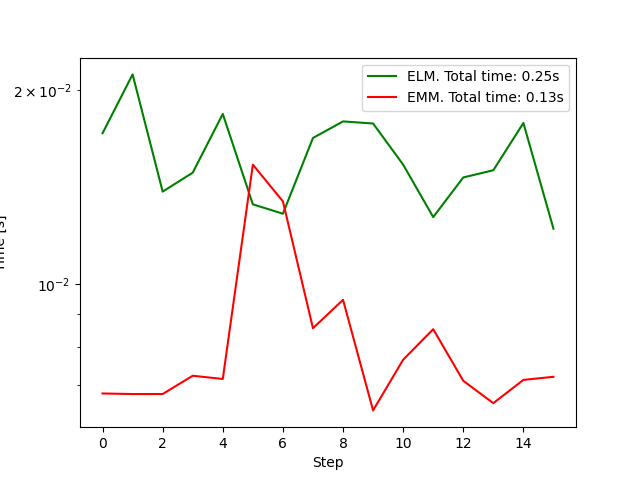 ELM. Total time: 0.25s
EMM. Total time: 0.13s
2 × 10⁻²
10⁻²
Time [s]
0 2 4 6 8 10 12 14
Step